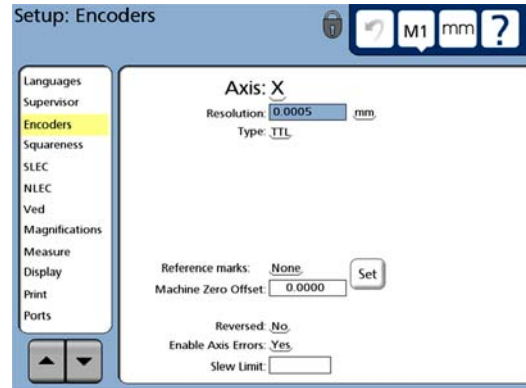 Setup: Encoders
M1 mm ?
Languages
Supervisor
Encoders
Squareness
SLEC
NLEC
Ved
Magnifications
Measure
Display
Print
Ports
Axis: X
Resolution: 0.0005 mm
Type: TTL
Reference marks: None Set
Machine Zero Offset: 0.0000
Reversed: No
Enable Axis Errors: Yes
Slew Limit: